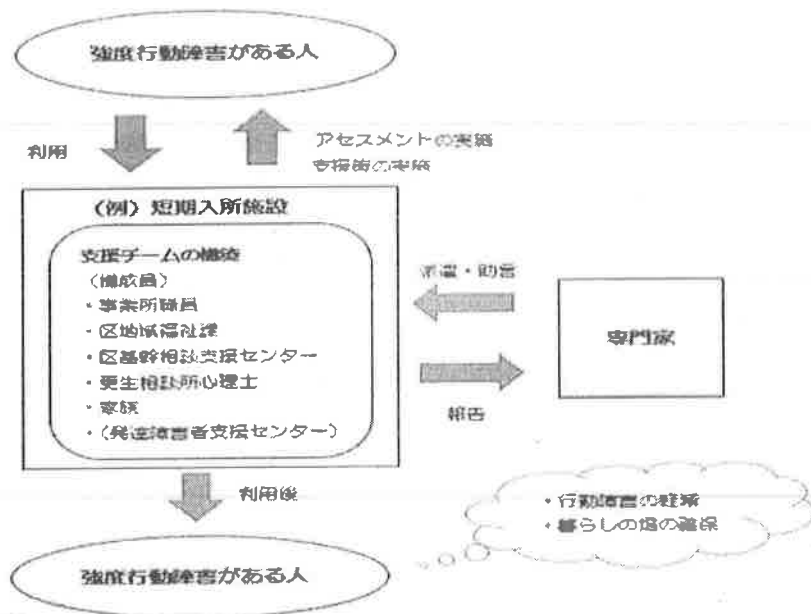 強度行動障害がある人
利用
アセスメントの実施
支援策の実施
（例）短期入所施設
支援チームの構築
（構成員）
・事業所職員
・区地域福祉課
・区基幹相談支援センター
・更生相談所心理士
・家族
・（発達障害者支援センター）
派遣・助言
専門家
報告
利用後
・行動障害の軽減
・暮らしの場の確保
強度行動障害がある人